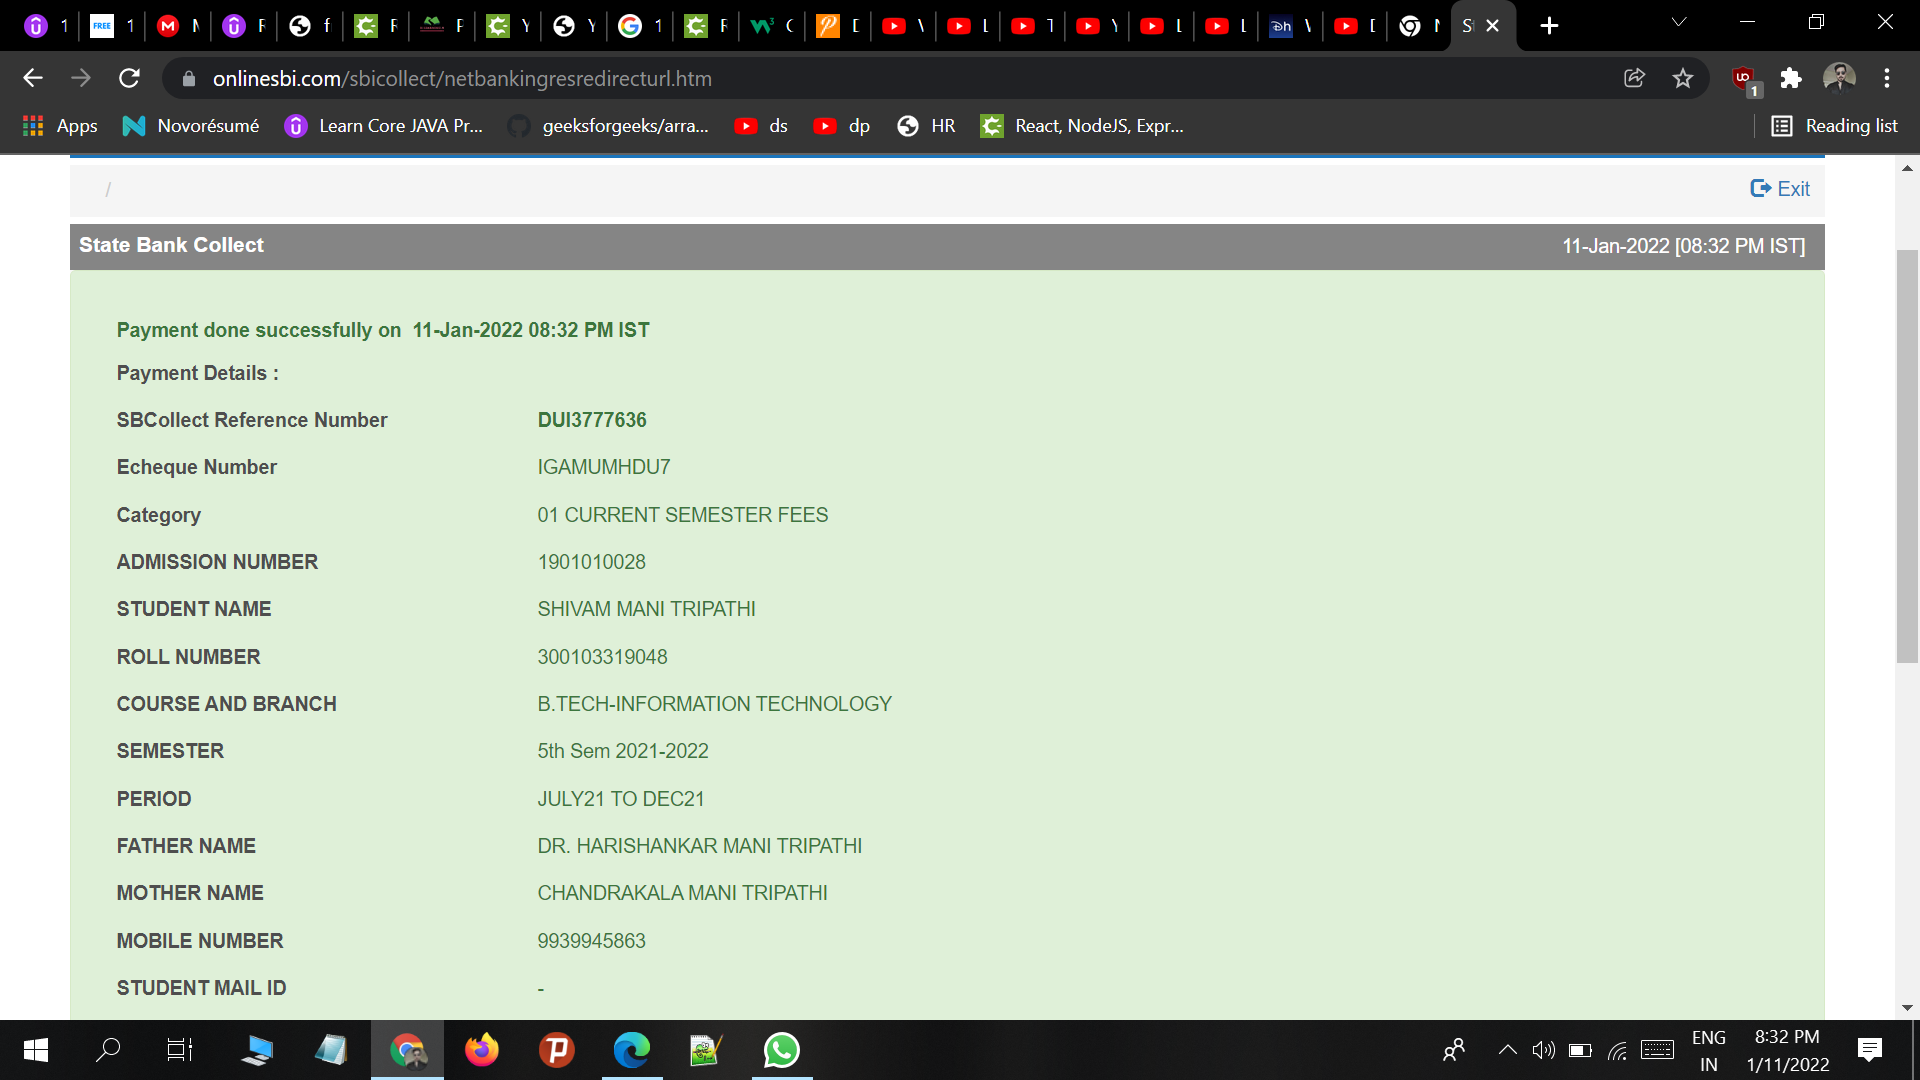 onlinesbi.com/sbicollect/netbankingresredirecturl.htm
Apps Novorésumé Learn Core JAVA Pr... geeksforgeeks/arra... ds dp HR React, NodeJS, Expr... Reading list
/ Exit
State Bank Collect 11-Jan-2022 [08:32 PM IST]
Payment done successfully on 11-Jan-2022 08:32 PM IST
Payment Details :
SBCollect Reference Number DUI3777636
Echeque Number IGAMUMHDU7
Category 01 CURRENT SEMESTER FEES
ADMISSION NUMBER 1901010028
STUDENT NAME SHIVAM MANI TRIPATHI
ROLL NUMBER 300103319048
COURSE AND BRANCH B.TECH-INFORMATION TECHNOLOGY
SEMESTER 5th Sem 2021-2022
PERIOD JULY21 TO DEC21
FATHER NAME DR. HARISHANKAR MANI TRIPATHI
MOTHER NAME CHANDRAKALA MANI TRIPATHI
MOBILE NUMBER 9939945863
STUDENT MAIL ID -
ENG 8:32 PM
IN 1/11/2022